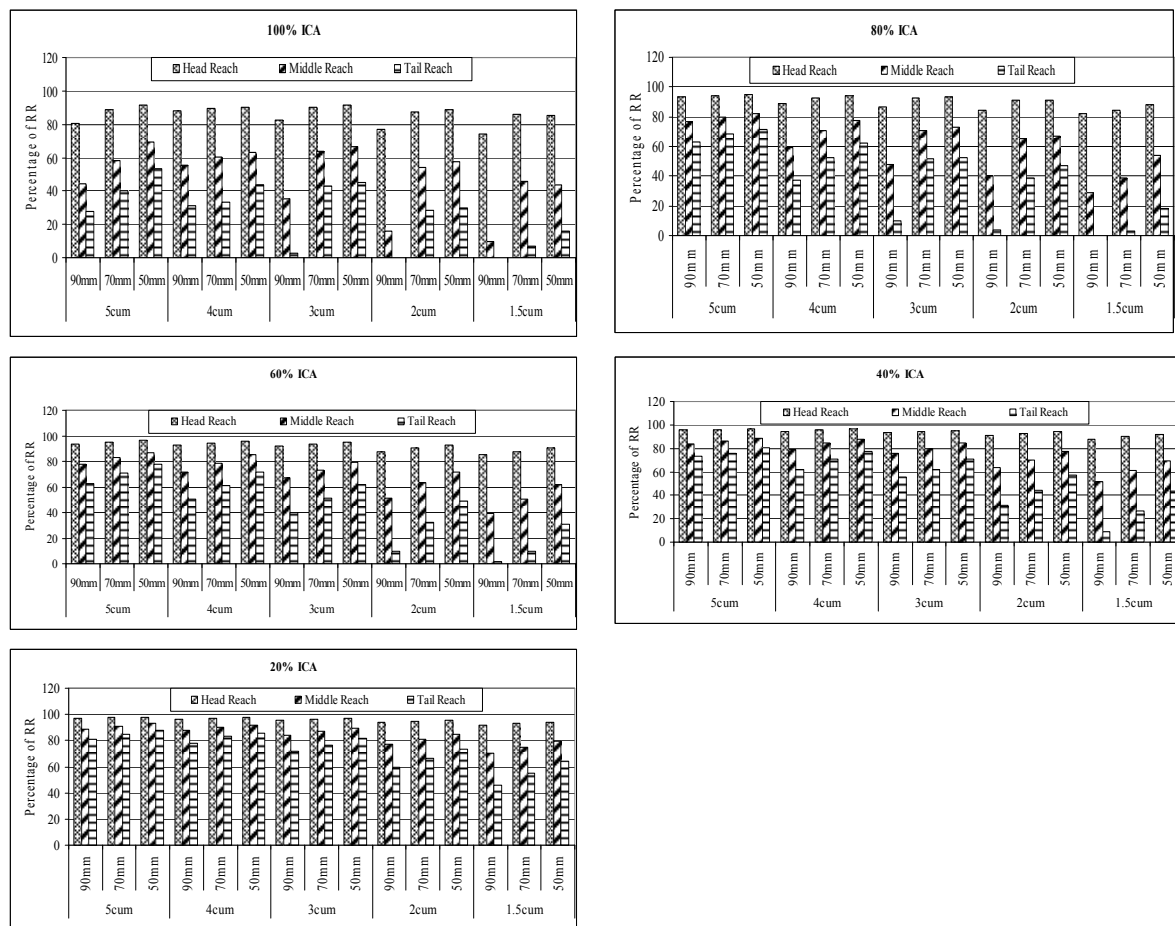 100% ICA
Percentage of RR
120
100
80
60
40
20
0
Head Reach Middle Reach Tail Reach
90mm 70mm 50mm 90mm 70mm 50mm 90mm 70mm 50mm 90mm 70mm 50mm 90mm 70mm 50mm
5cum 4cum 3cum 2cum 1.5cum
80% ICA
Percentage of RR
120
100
80
60
40
20
0
Head Reach Middle Reach Tail Reach
90mm 70mm 50mm 90mm 70mm 50mm 90mm 70mm 50mm 90mm 70mm 50mm 90mm 70mm 50mm
5cum 4cum 3cum 2cum 1.5cum
60% ICA
Percentage of RR
120
100
80
60
40
20
0
Head Reach Middle Reach Tail Reach
90mm 70mm 50mm 90mm 70mm 50mm 90mm 70mm 50mm 90mm 70mm 50mm 90mm 70mm 50mm
5cum 4cum 3cum 2cum 1.5cum
40% ICA
Percentage of RR
120
100
80
60
40
20
0
Head Reach Middle Reach Tail Reach
90mm 70mm 50mm 90mm 70mm 50mm 90mm 70mm 50mm 90mm 70mm 50mm 90mm 70mm 50mm
5cum 4cum 3cum 2cum 1.5cum
20% ICA
Percentage of RR
120
100
80
60
40
20
0
Head Reach Middle Reach Tail Reach
90mm 70mm 50mm 90mm 70mm 50mm 90mm 70mm 50mm 90mm 70mm 50mm 90mm 70mm 50mm
5cum 4cum 3cum 2cum 1.5cum